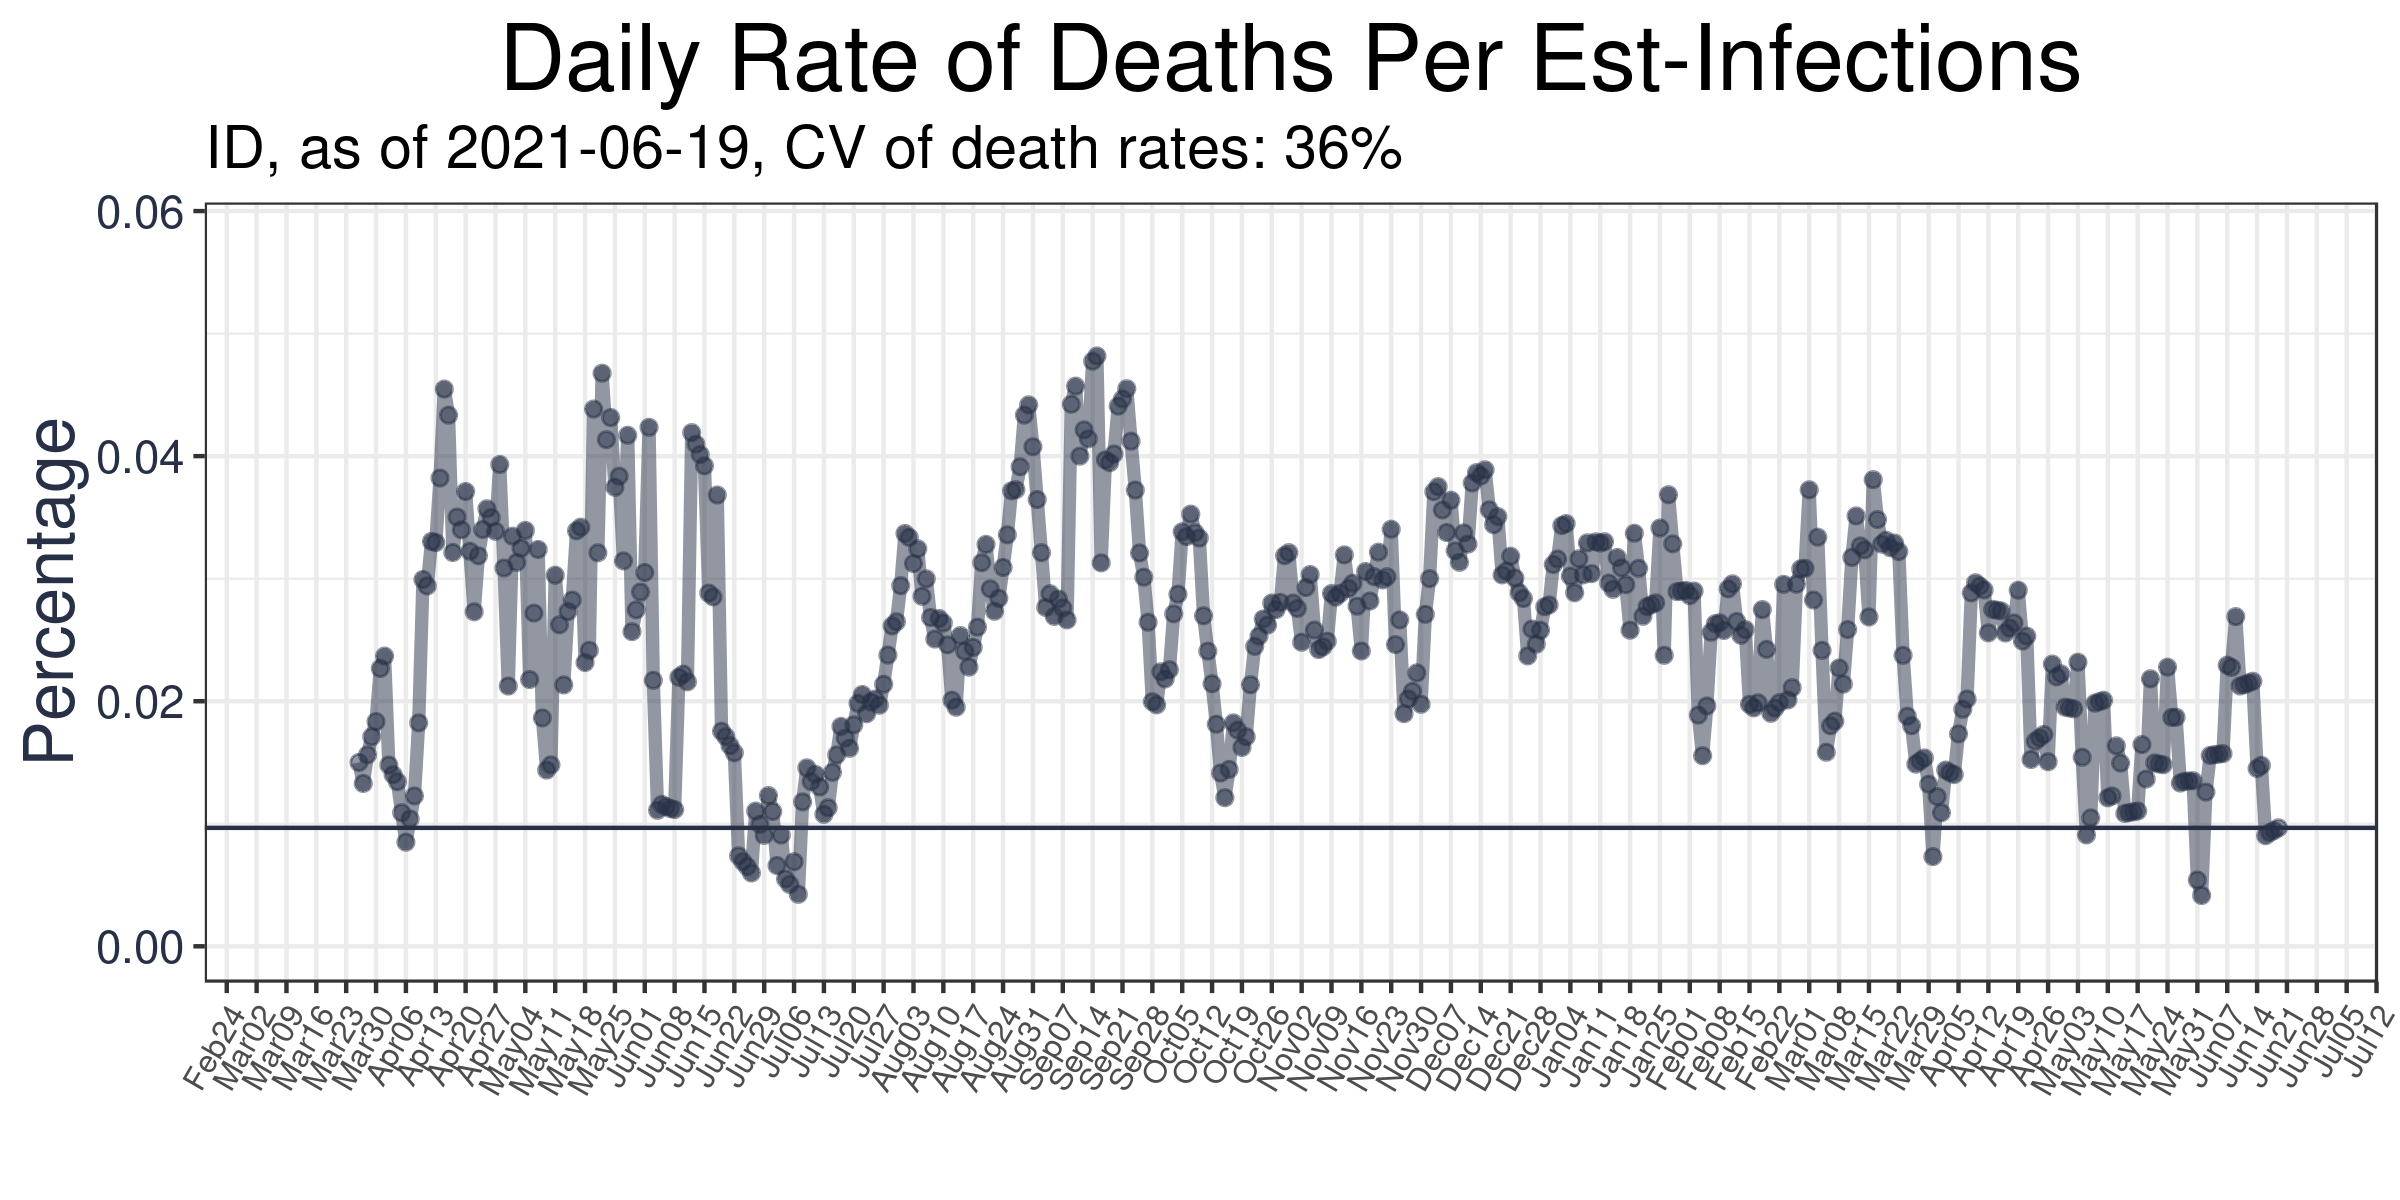 Daily Rate of Deaths Per Est-Infections
ID, as of 2021-06-19, CV of death rates: 36%
Percentage
0.06
0.04
0.02
0.00
Feb24
Mar02
Mar09
Mar16
Mar23
Mar30
Apr06
Apr13
Apr20
Apr27
May04
May11
May18
May25
Jun01
Jun08
Jun15
Jun22
Jun29
Jul06
Jul13
Jul20
Jul27
Aug03
Aug10
Aug17
Aug24
Aug31
Sep07
Sep14
Sep21
Sep28
Oct05
Oct12
Oct19
Oct26
Nov02
Nov09
Nov16
Nov23
Nov30
Dec07
Dec14
Dec21
Dec28
Jan04
Jan11
Jan18
Jan25
Feb01
Feb08
Feb15
Feb22
Mar01
Mar08
Mar15
Mar22
Mar29
Apr05
Apr12
Apr19
Apr26
May03
May10
May17
May24
May31
Jun07
Jun14
Jun21
Jun28
Jul05
Jul12